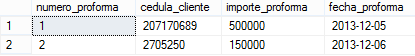 numero_proforma cedula_cliente importe_proforma fecha_proforma
1 1 207170689 500000 2013-12-05
2 2 2705250 150000 2013-12-06